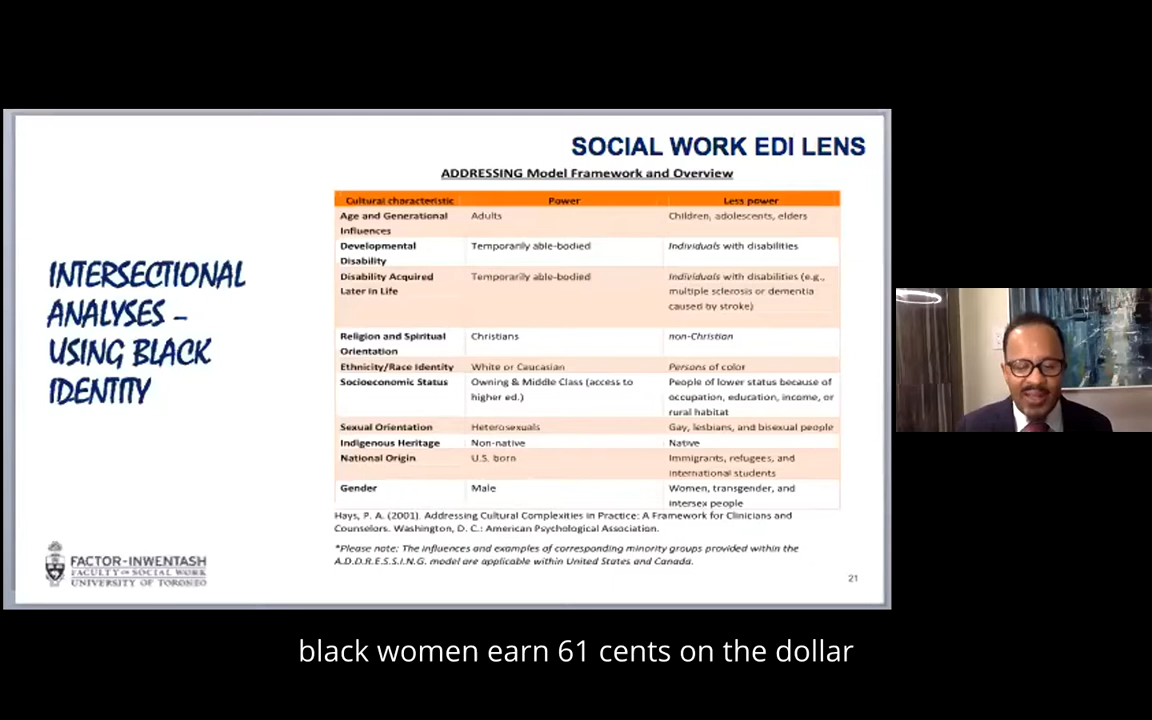 SOCIAL WORK EDI LENS
ADDRESSING Model Framework and Overview
INTERSECTIONAL
ANALYSES –
USING BLACK
IDENTITY
Cultural characteristic Power Less power
Age and Generational Adults Children, adolescents, elders
Influences
Developmental Temporarily able-bodied Individuals with disabilities
Disability
Disability Acquired Temporarily able-bodied Individuals with disabilities (e.g.,
Later in Life multiple sclerosis or dementia
caused by stroke)
Religion and Spiritual Christians non-Christian
Orientation
Ethnicity/Race Identity White or Caucasian Persons of color
Socioeconomic Status Owning & Middle Class (access to People of lower status because of
higher ed.) occupation, education, income, or
rural habitat
Sexual Orientation Heterosexuals Gay, lesbians, and bisexual people
Indigenous Heritage Non-native Native
National Origin U.S. born Immigrants, refugees, and
international students
Gender Male Women, transgender, and
intersex people
Hays, P. A. (2001). Addressing Cultural Complexities in Practice: A Framework for Clinicians and
Counselors. Washington, D. C.: American Psychological Association.
*Please note: The influences and examples of corresponding minority groups provided within the
A.D.D.R.E.S.S.I.N.G. model are applicable within United States and Canada.
FACTOR-INWENTASH
FACULTY OF SOCIAL WORK
UNIVERSITY OF TORONTO
21
black women earn 61 cents on the dollar